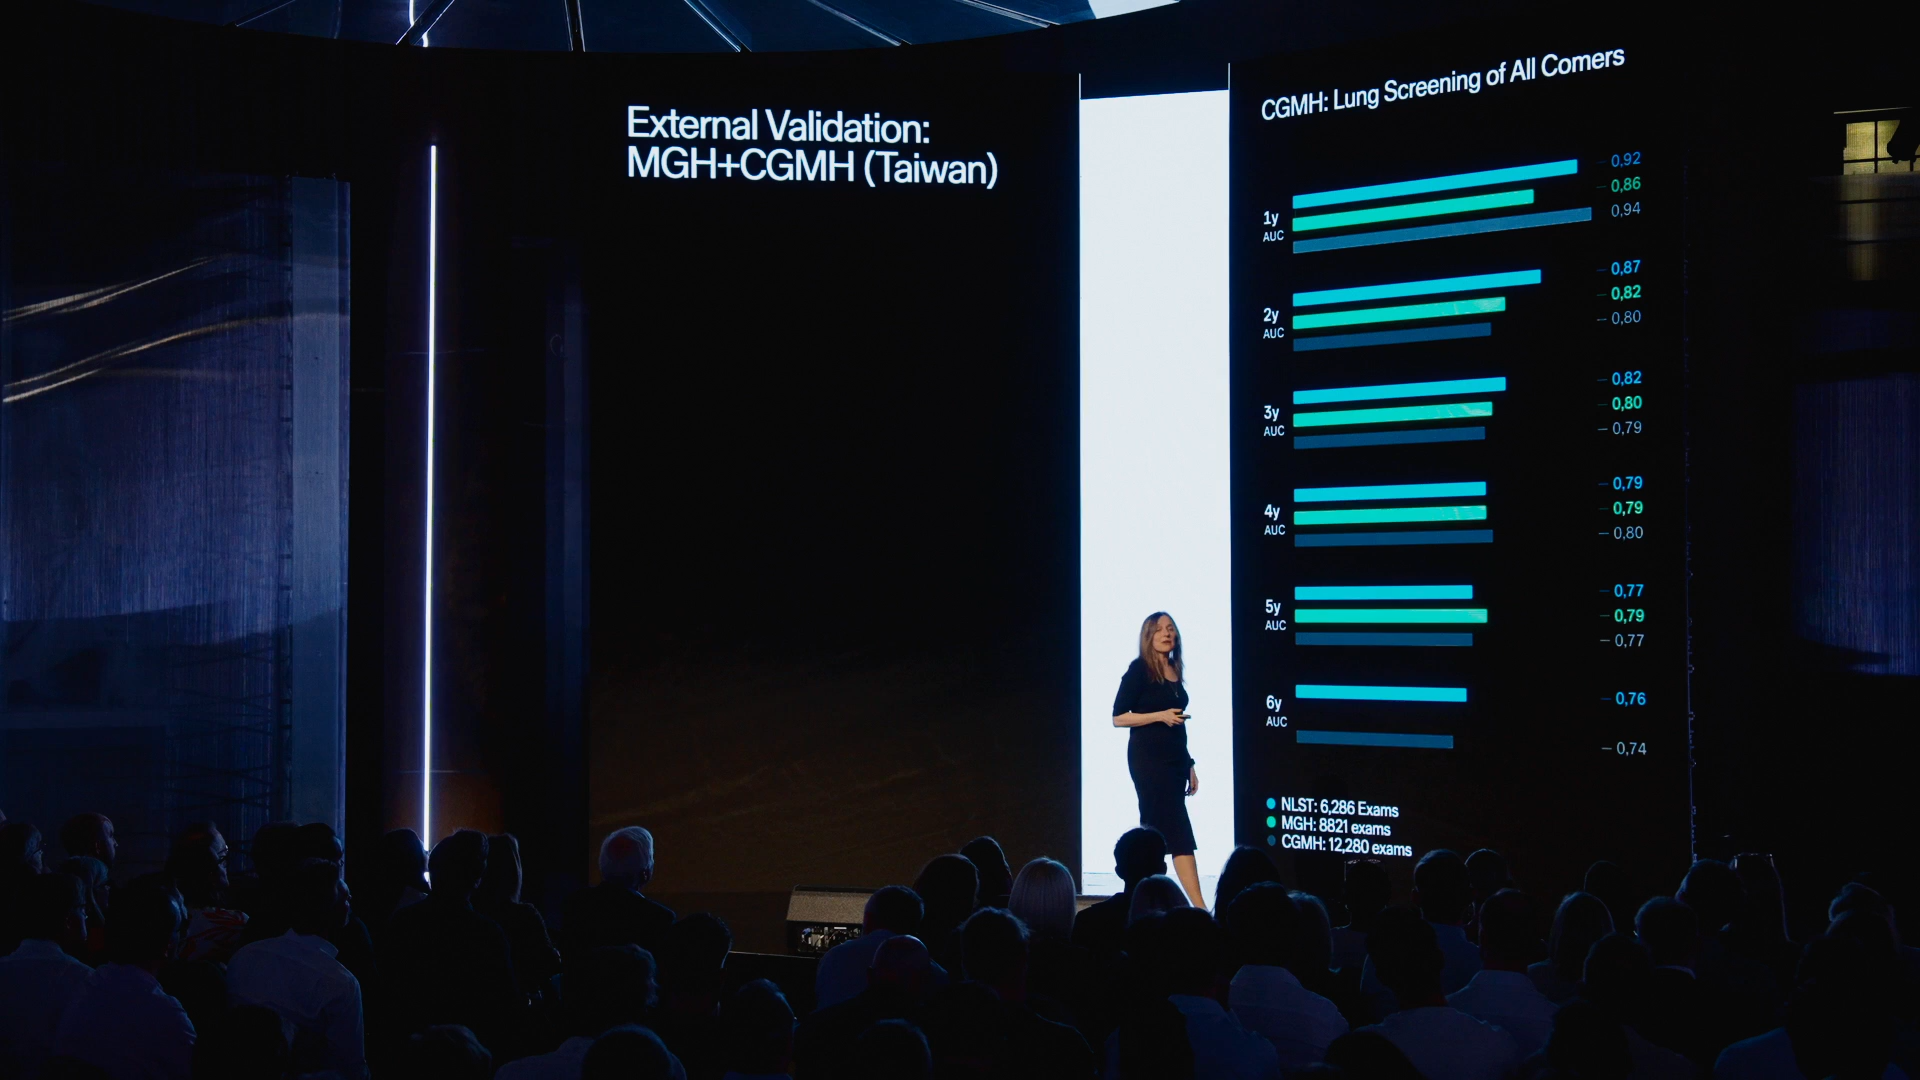 External Validation:
MGH+CGMH (Taiwan)
CGMH: Lung Screening of All Comers
1y
AUC
0,92
0,86
0,94
2y
AUC
0,87
0,82
0,80
3y
AUC
0,82
0,80
0,79
4y
AUC
0,79
0,79
0,80
5y
AUC
0,77
0,79
0,77
6y
AUC
0,76
0,74
NLST: 6,286 Exams
MGH: 8821 exams
CGMH: 12,280 exams